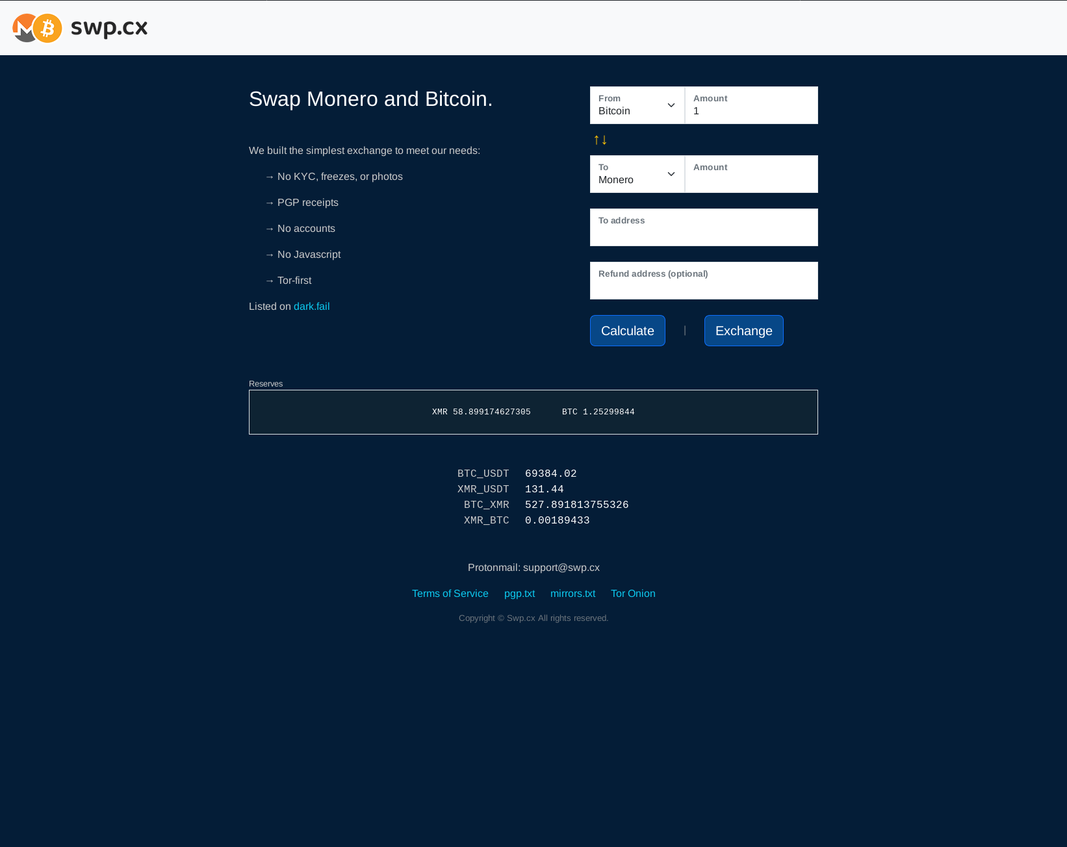 swp.cx
Swap Monero and Bitcoin.
We built the simplest exchange to meet our needs:
→ No KYC, freezes, or photos
→ PGP receipts
→ No accounts
→ No Javascript
→ Tor-first
Listed on dark.fail
From
Bitcoin
Amount
1
↑↓
To
Monero
Amount
To address
Refund address (optional)
Calculate | Exchange
Reserves
XMR 58.899174627305 BTC 1.25299844
BTC_USDT 69384.02
XMR_USDT 131.44
BTC_XMR 527.891813755326
XMR_BTC 0.00189433
Protonmail: support@swp.cx
Terms of Service pgp.txt mirrors.txt Tor Onion
Copyright © Swp.cx All rights reserved.